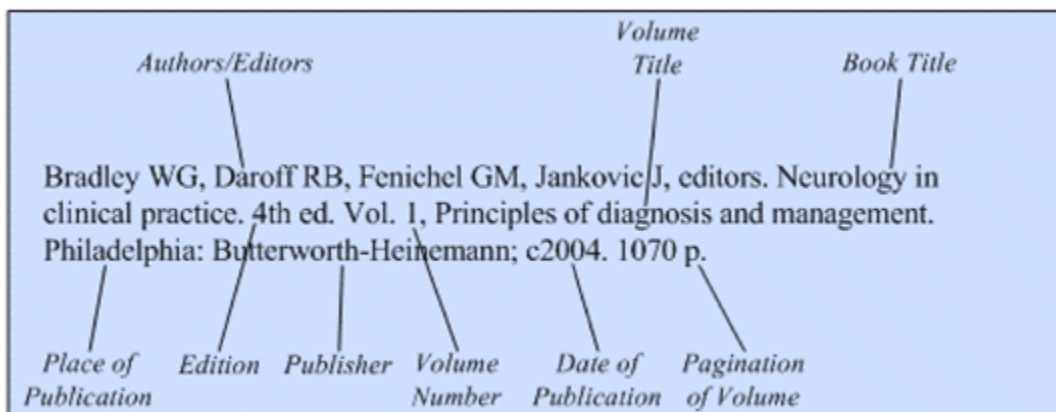 Volume
Authors/Editors Title Book Title
Bradley WG, Daroff RB, Fenichel GM, Jankovic J, editors. Neurology in
clinical practice. 4th ed. Vol. 1, Principles of diagnosis and management.
Philadelphia: Butterworth-Heinemann; c2004. 1070 p.
Place of Edition Publisher Volume Date of Pagination
Publication Number Publication of Volume